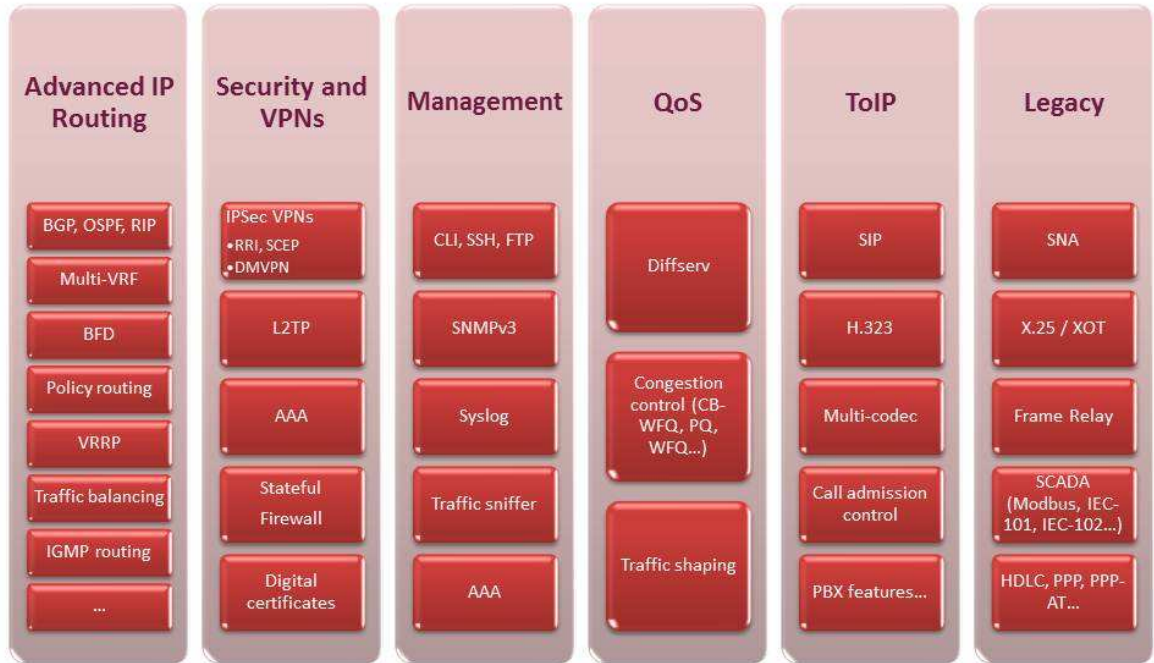 Advanced IP
Routing
BGP, OSPF, RIP
Multi-VRF
BFD
Policy routing
VRRP
Traffic balancing
IGMP routing
...
Security and
VPNs
IPSec VPNs
•RRI, SCEP
•DMVPN
L2TP
AAA
Stateful
Firewall
Digital
certificates
Management
CLI, SSH, FTP
SNMPv3
Syslog
Traffic sniffer
AAA
QoS
Diffserv
Congestion
control (CB-
WFQ, PQ,
WFQ...)
Traffic shaping
ToIP
SIP
H.323
Multi-codec
Call admission
control
PBX features...
Legacy
SNA
X.25 / XOT
Frame Relay
SCADA
(Modbus, IEC-
101, IEC-102...)
HDLC, PPP, PPP-
AT...